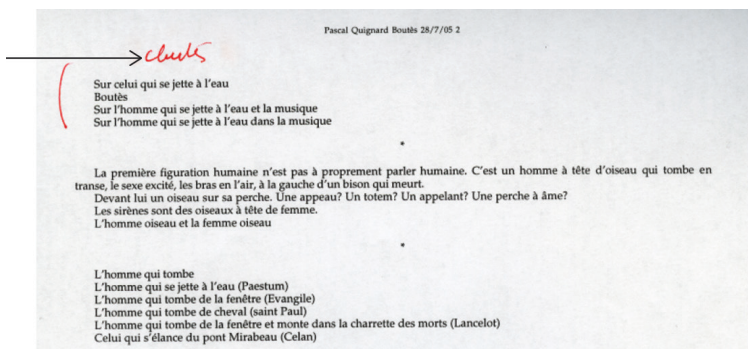 Pascal Quignard Boutès 28/7/05 2
chutes
Sur celui qui se jette à l'eau
Boutès
Sur l'homme qui se jette à l'eau et la musique
Sur l'homme qui se jette à l'eau dans la musique
*
La première figuration humaine n'est pas à proprement parler humaine. C'est un homme à tête d'oiseau qui tombe en
transe, le sexe excité, les bras en l'air, à la gauche d'un bison qui meurt.
Devant lui un oiseau sur sa perche. Une appeau? Un totem? Un appelant? Une perche à âme?
Les sirènes sont des oiseaux à tête de femme.
L'homme oiseau et la femme oiseau
*
L'homme qui tombe
L'homme qui se jette à l'eau (Paestum)
L'homme qui tombe de la fenêtre (Evangile)
L'homme qui tombe de cheval (saint Paul)
L'homme qui tombe de la fenêtre et monte dans la charrette des morts (Lancelot)
Celui qui s'élance du pont Mirabeau (Celan)